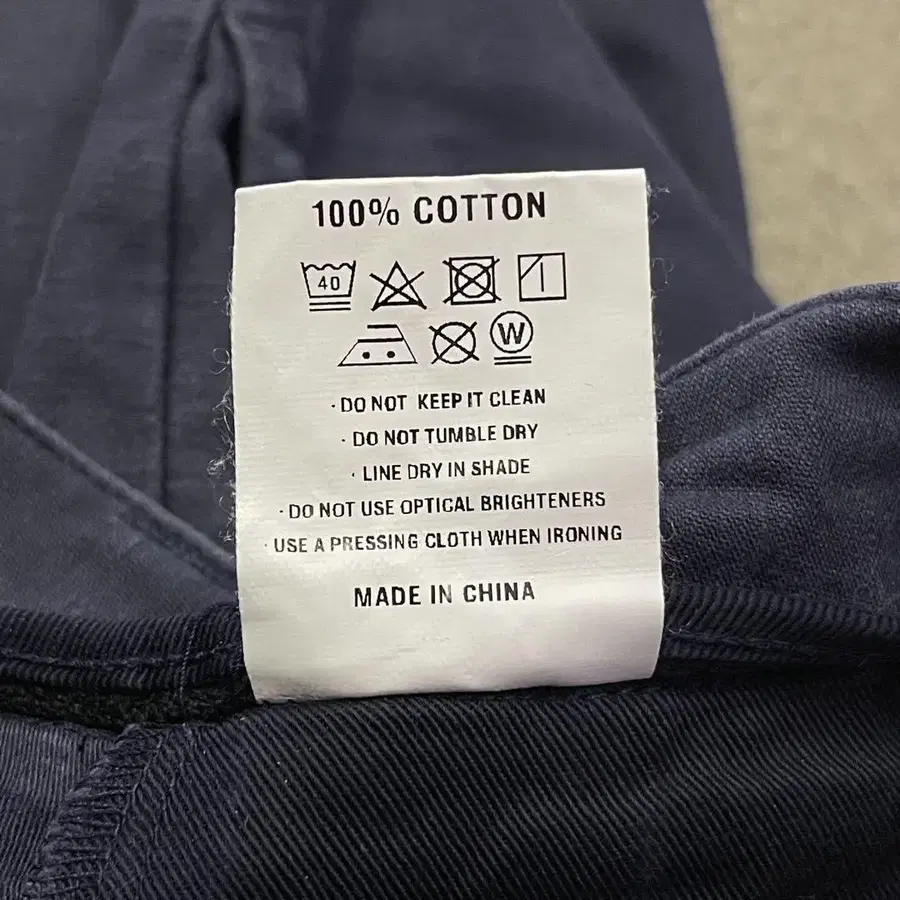 100% COTTON
40
W
· DO NOT KEEP IT CLEAN
· DO NOT TUMBLE DRY
· LINE DRY IN SHADE
· DO NOT USE OPTICAL BRIGHTENERS
· USE A PRESSING CLOTH WHEN IRONING
MADE IN CHINA